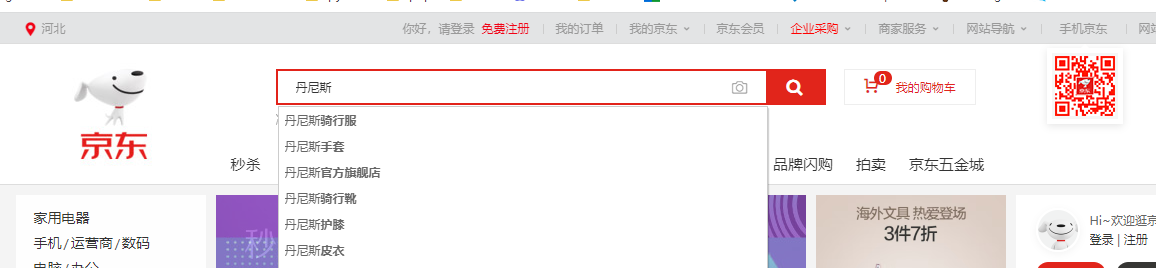 河北
你好，请登录 免费注册 我的订单 我的京东 京东会员 企业采购 商家服务 网站导航 手机京东 网站
丹尼斯
0 我的购物车
京东
丹尼斯骑行服
丹尼斯手套
丹尼斯官方旗舰店
丹尼斯骑行靴
丹尼斯护膝
丹尼斯皮衣
秒杀 品牌闪购 拍卖 京东五金城
家用电器
手机/运营商/数码
电脑/办公
秒
海外文具 热爱登场
3件7折
Hi~欢迎逛京
登录 | 注册